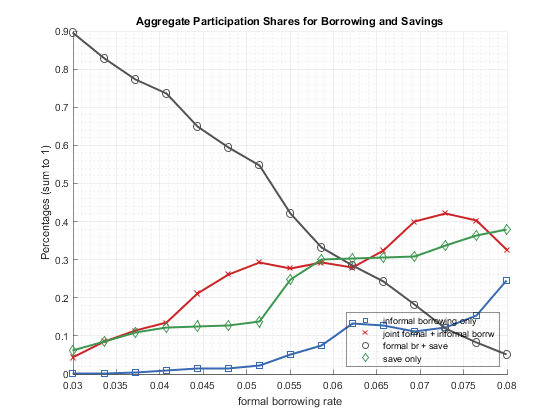 Aggregate Participation Shares for Borrowing and Savings
0.9
0.8
0.7
0.6
0.5
0.4
0.3
0.2
0.1
0
Percentages (sum to 1)
informal borrowing only
joint formal + informal borrw
formal br + save
save only
0.03 0.035 0.04 0.045 0.05 0.055 0.06 0.065 0.07 0.075 0.08
formal borrowing rate